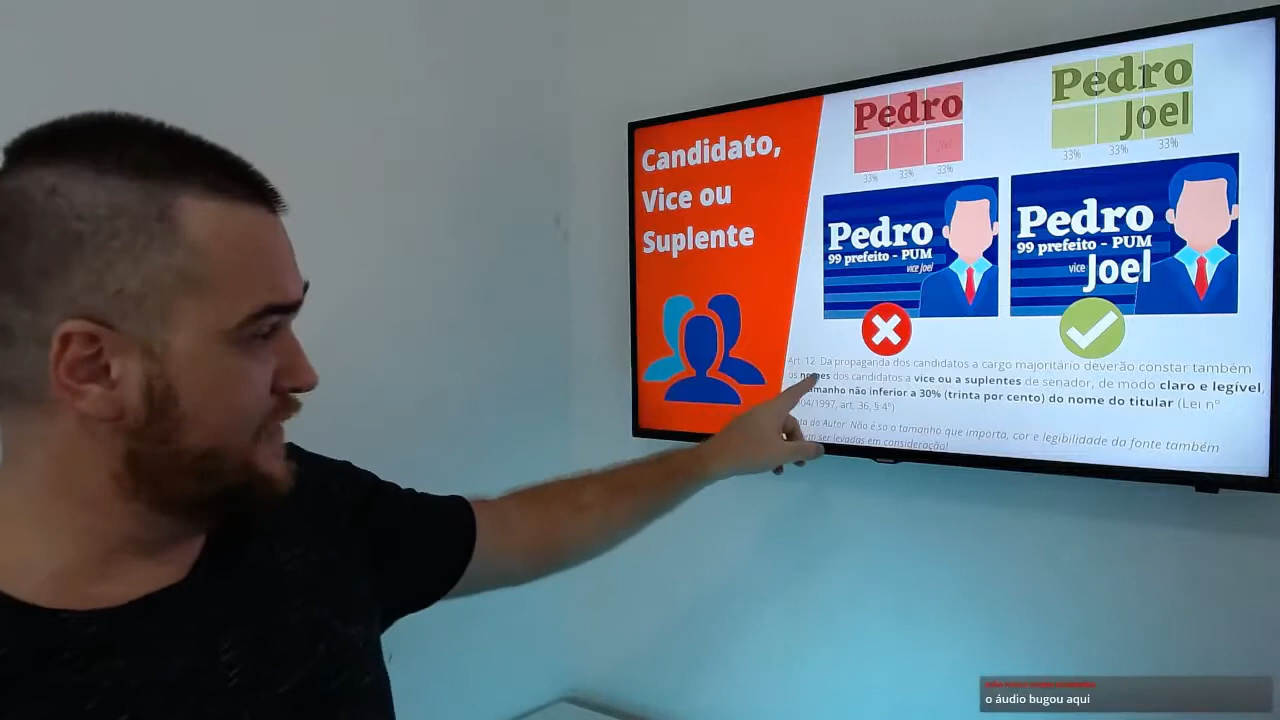 Candidato,
Vice ou
Suplente
Pedro
33% 33% 33%
Pedro
Joel
33% 33% 33%
Pedro
99 prefeito - PUM
vice Joel
Pedro
99 prefeito - PUM
vice Joel
Art. 12. Da propaganda dos candidatos a cargo majoritário deverão constar também
os nomes dos candidatos a vice ou a suplentes de senador, de modo claro e legível,
tamanho não inferior a 30% (trinta por cento) do nome do titular (Lei nº
04/1997, art. 36, § 4º)
do Autor: Não é só o tamanho que importa, cor e legibilidade da fonte também
ser levadas em consideração!
o áudio bugou aqui